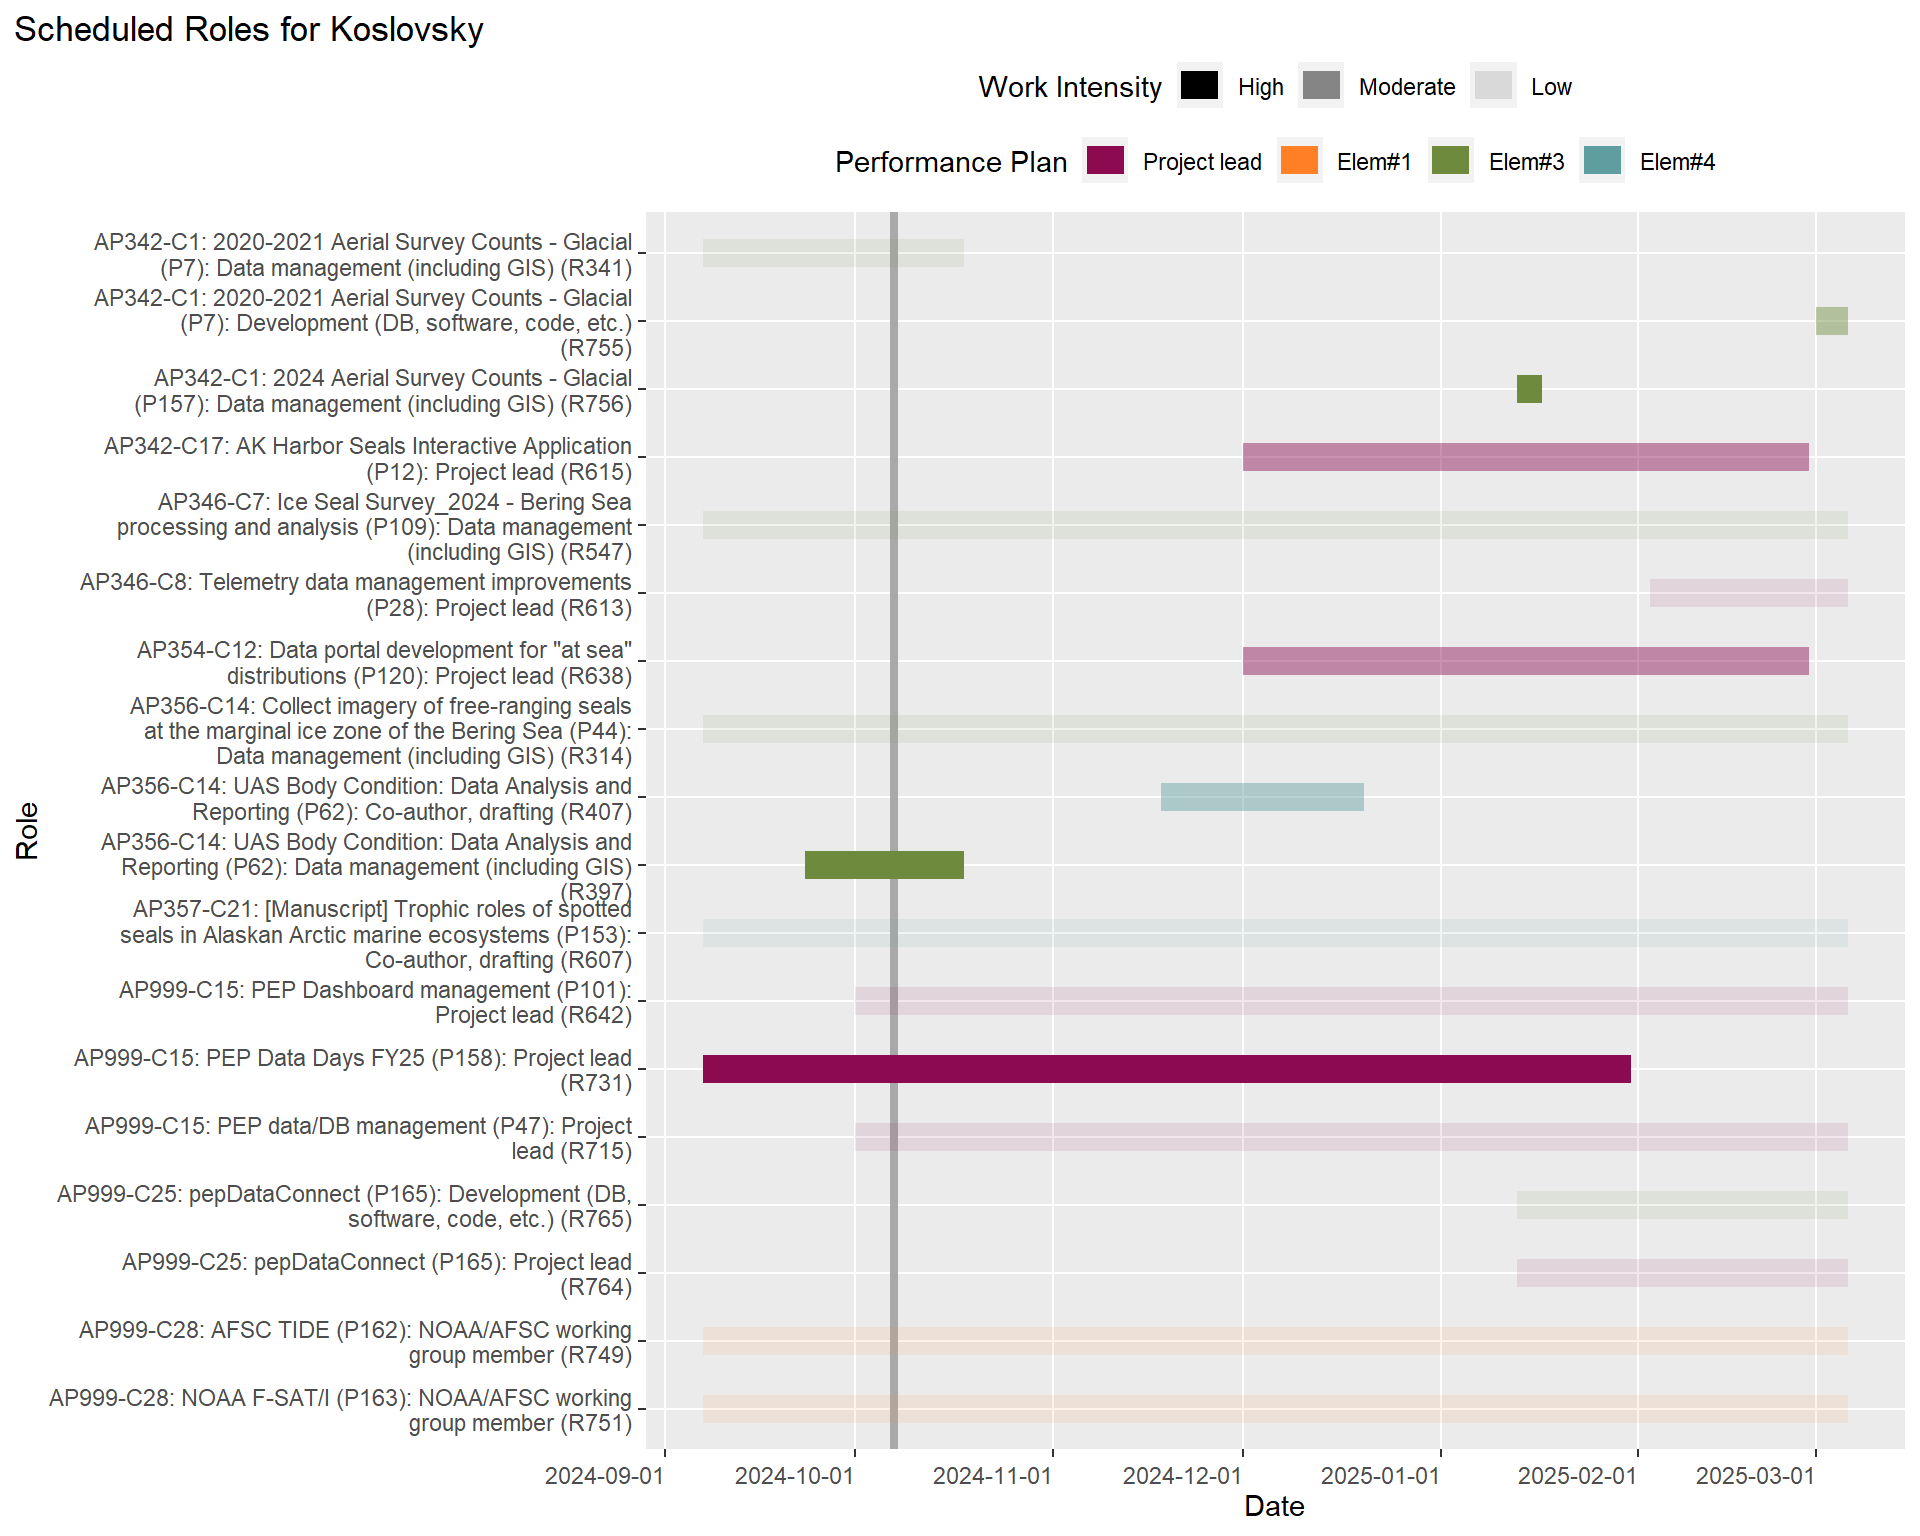 Scheduled Roles for Koslovsky
Work Intensity High Moderate Low
Performance Plan Project lead Elem#1 Elem#3 Elem#4
AP342-C1: 2020-2021 Aerial Survey Counts - Glacial
(P7): Data management (including GIS) (R341)
AP342-C1: 2020-2021 Aerial Survey Counts - Glacial
(P7): Development (DB, software, code, etc.)
(R755)
AP342-C1: 2024 Aerial Survey Counts - Glacial
(P157): Data management (including GIS) (R756)
AP342-C17: AK Harbor Seals Interactive Application
(P12): Project lead (R615)
AP346-C7: Ice Seal Survey_2024 - Bering Sea
processing and analysis (P109): Data management
(including GIS) (R547)
AP346-C8: Telemetry data management improvements
(P28): Project lead (R613)
AP354-C12: Data portal development for "at sea"
distributions (P120): Project lead (R638)
AP356-C14: Collect imagery of free-ranging seals
at the marginal ice zone of the Bering Sea (P44):
Data management (including GIS) (R314)
AP356-C14: UAS Body Condition: Data Analysis and
Reporting (P62): Co-author, drafting (R407)
AP356-C14: UAS Body Condition: Data Analysis and
Reporting (P62): Data management (including GIS)
(R397)
AP357-C21: [Manuscript] Trophic roles of spotted
seals in Alaskan Arctic marine ecosystems (P153):
Co-author, drafting (R607)
AP999-C15: PEP Dashboard management (P101):
Project lead (R642)
AP999-C15: PEP Data Days FY25 (P158): Project lead
(R731)
AP999-C15: PEP data/DB management (P47): Project
lead (R715)
AP999-C25: pepDataConnect (P165): Development (DB,
software, code, etc.) (R765)
AP999-C25: pepDataConnect (P165): Project lead
(R764)
AP999-C28: AFSC TIDE (P162): NOAA/AFSC working
group member (R749)
AP999-C28: NOAA F-SAT/I (P163): NOAA/AFSC working
group member (R751)
Role
2024-09-01 2024-10-01 2024-11-01 2024-12-01 2025-01-01 2025-02-01 2025-03-01
Date